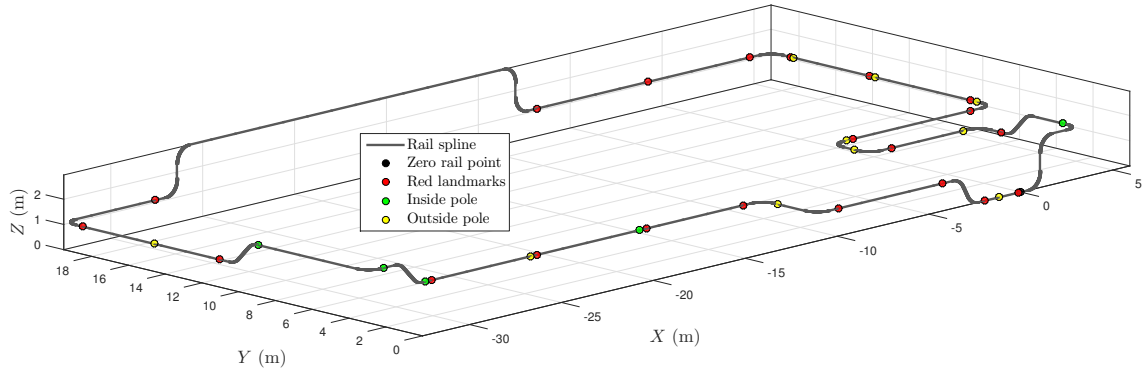 Rail spline
Zero rail point
Red landmarks
Inside pole
Outside pole
Z (m)
2
1
0
18
16
14
12
10
8
6
4
2
0
Y (m)
-30
-25
-20
-15
-10
-5
0
5
X (m)